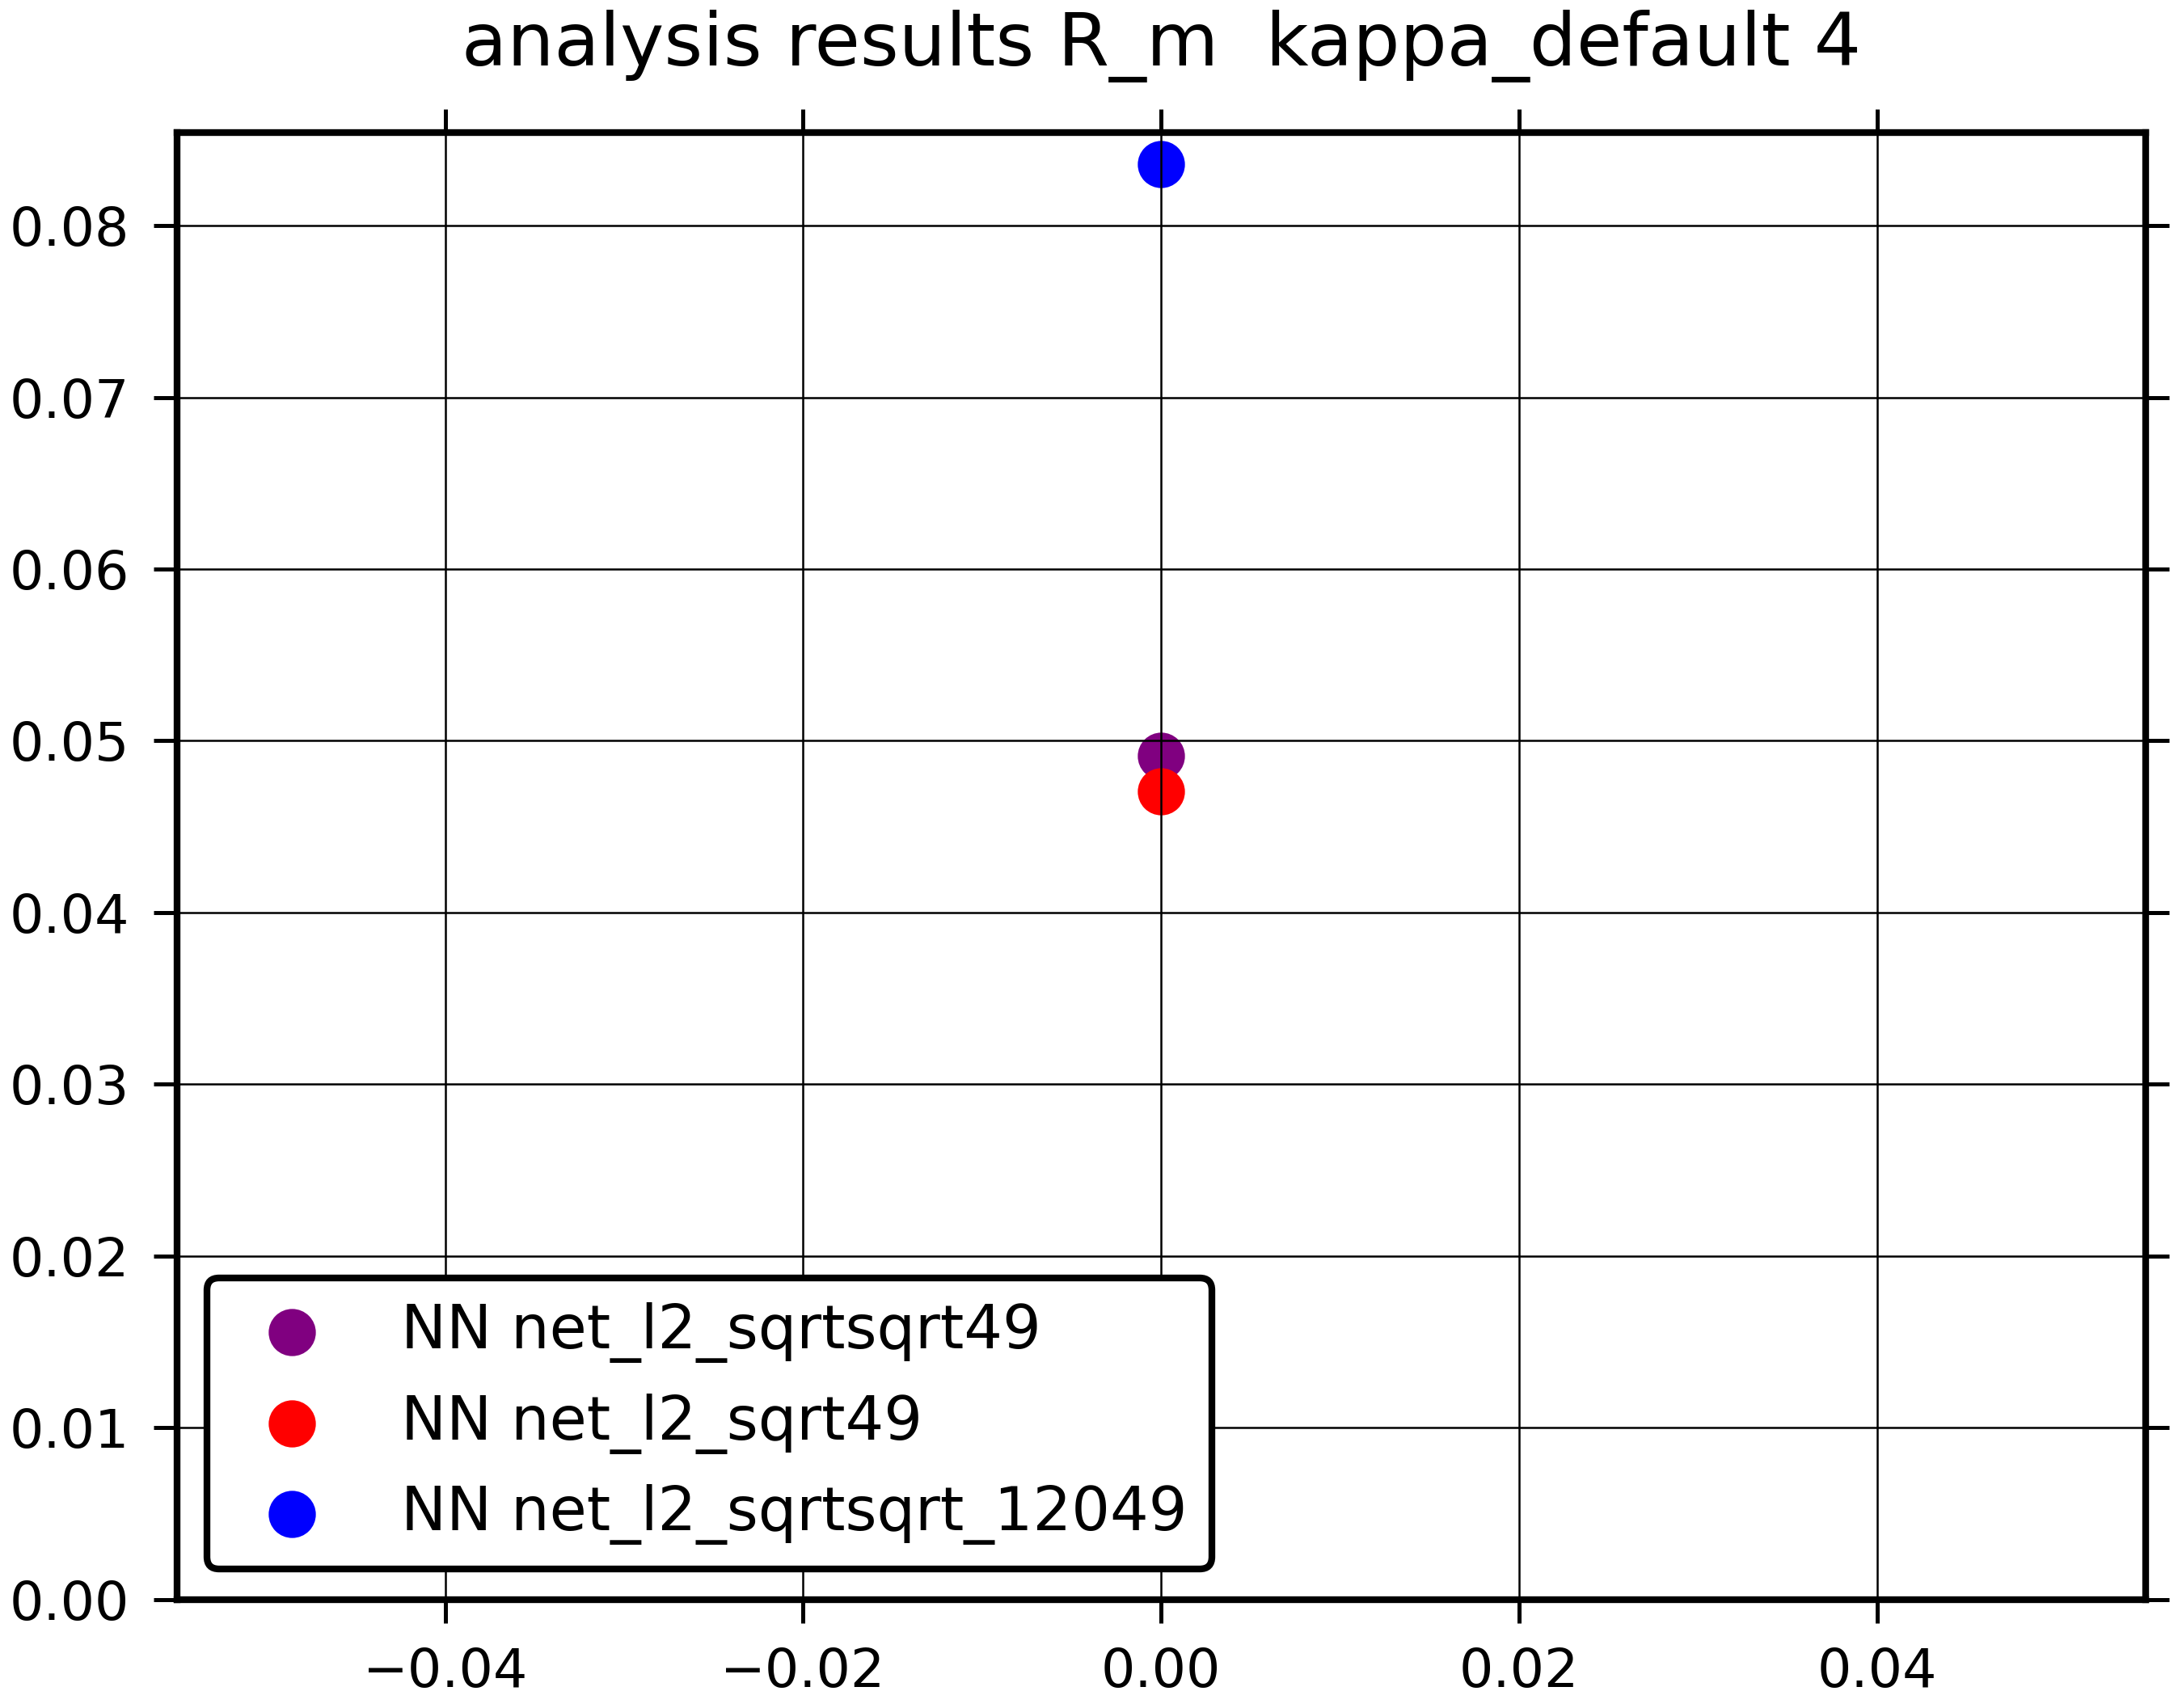 analysis results R_m  kappa_default 4
0.08
0.07
0.06
0.05
0.04
0.03
0.02
0.01
0.00
NN net_l2_sqrtsqrt49
NN net_l2_sqrt49
NN net_l2_sqrtsqrt_12049
−0.04 −0.02 0.00 0.02 0.04